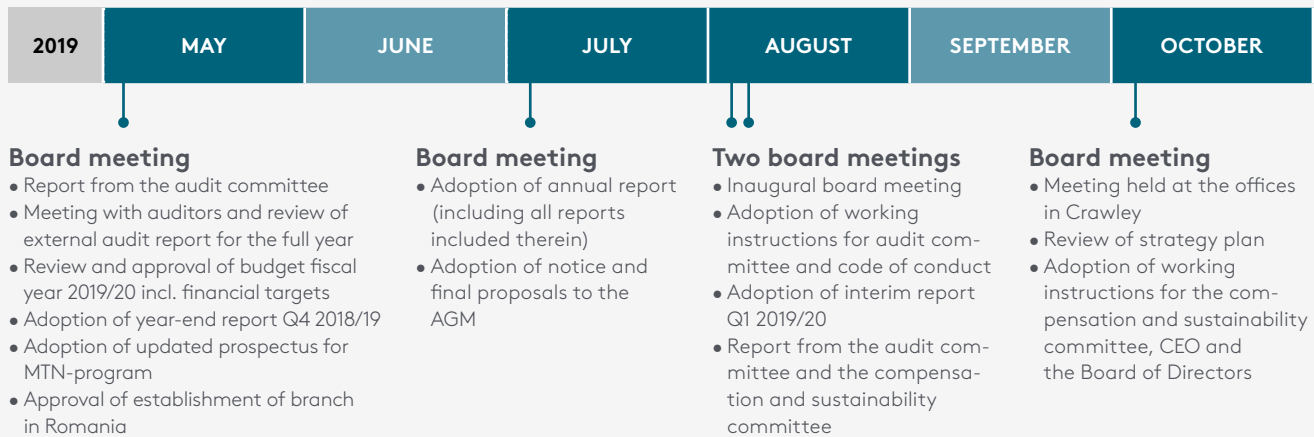 2019
MAY
JUNE
JULY
AUGUST
SEPTEMBER
OCTOBER
Board meeting
• Report from the audit committee
• Meeting with auditors and review of
external audit report for the full year
• Review and approval of budget fiscal
year 2019/20 incl. financial targets
• Adoption of year-end report Q4 2018/19
• Adoption of updated prospectus for
MTN-program
• Approval of establishment of branch
in Romania
Board meeting
• Adoption of annual report
(including all reports
included therein)
• Adoption of notice and
final proposals to the
AGM
Two board meetings
• Inaugural board meeting
• Adoption of working
instructions for audit com-
mittee and code of conduct
• Adoption of interim report
Q1 2019/20
• Report from the audit com-
mittee and the compensa-
tion and sustainability
committee
Board meeting
• Meeting held at the offices
in Crawley
• Review of strategy plan
• Adoption of working
instructions for the com-
pensation and sustainability
committee, CEO and
the Board of Directors